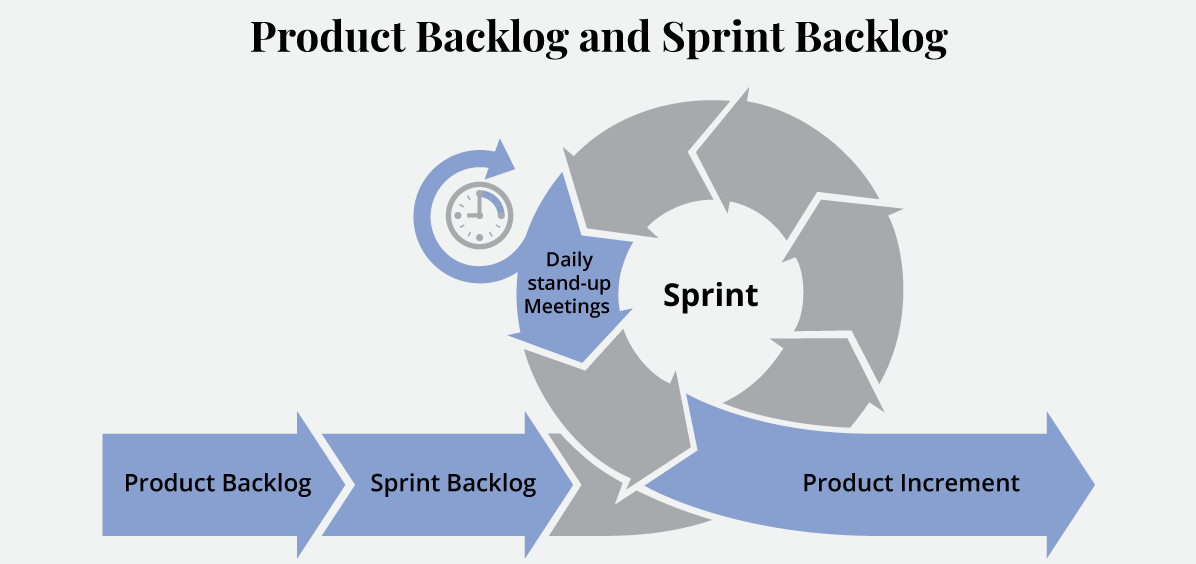 Product Backlog and Sprint Backlog
Daily
stand-up
Meetings
Sprint
Product Backlog
Sprint Backlog
Product Increment